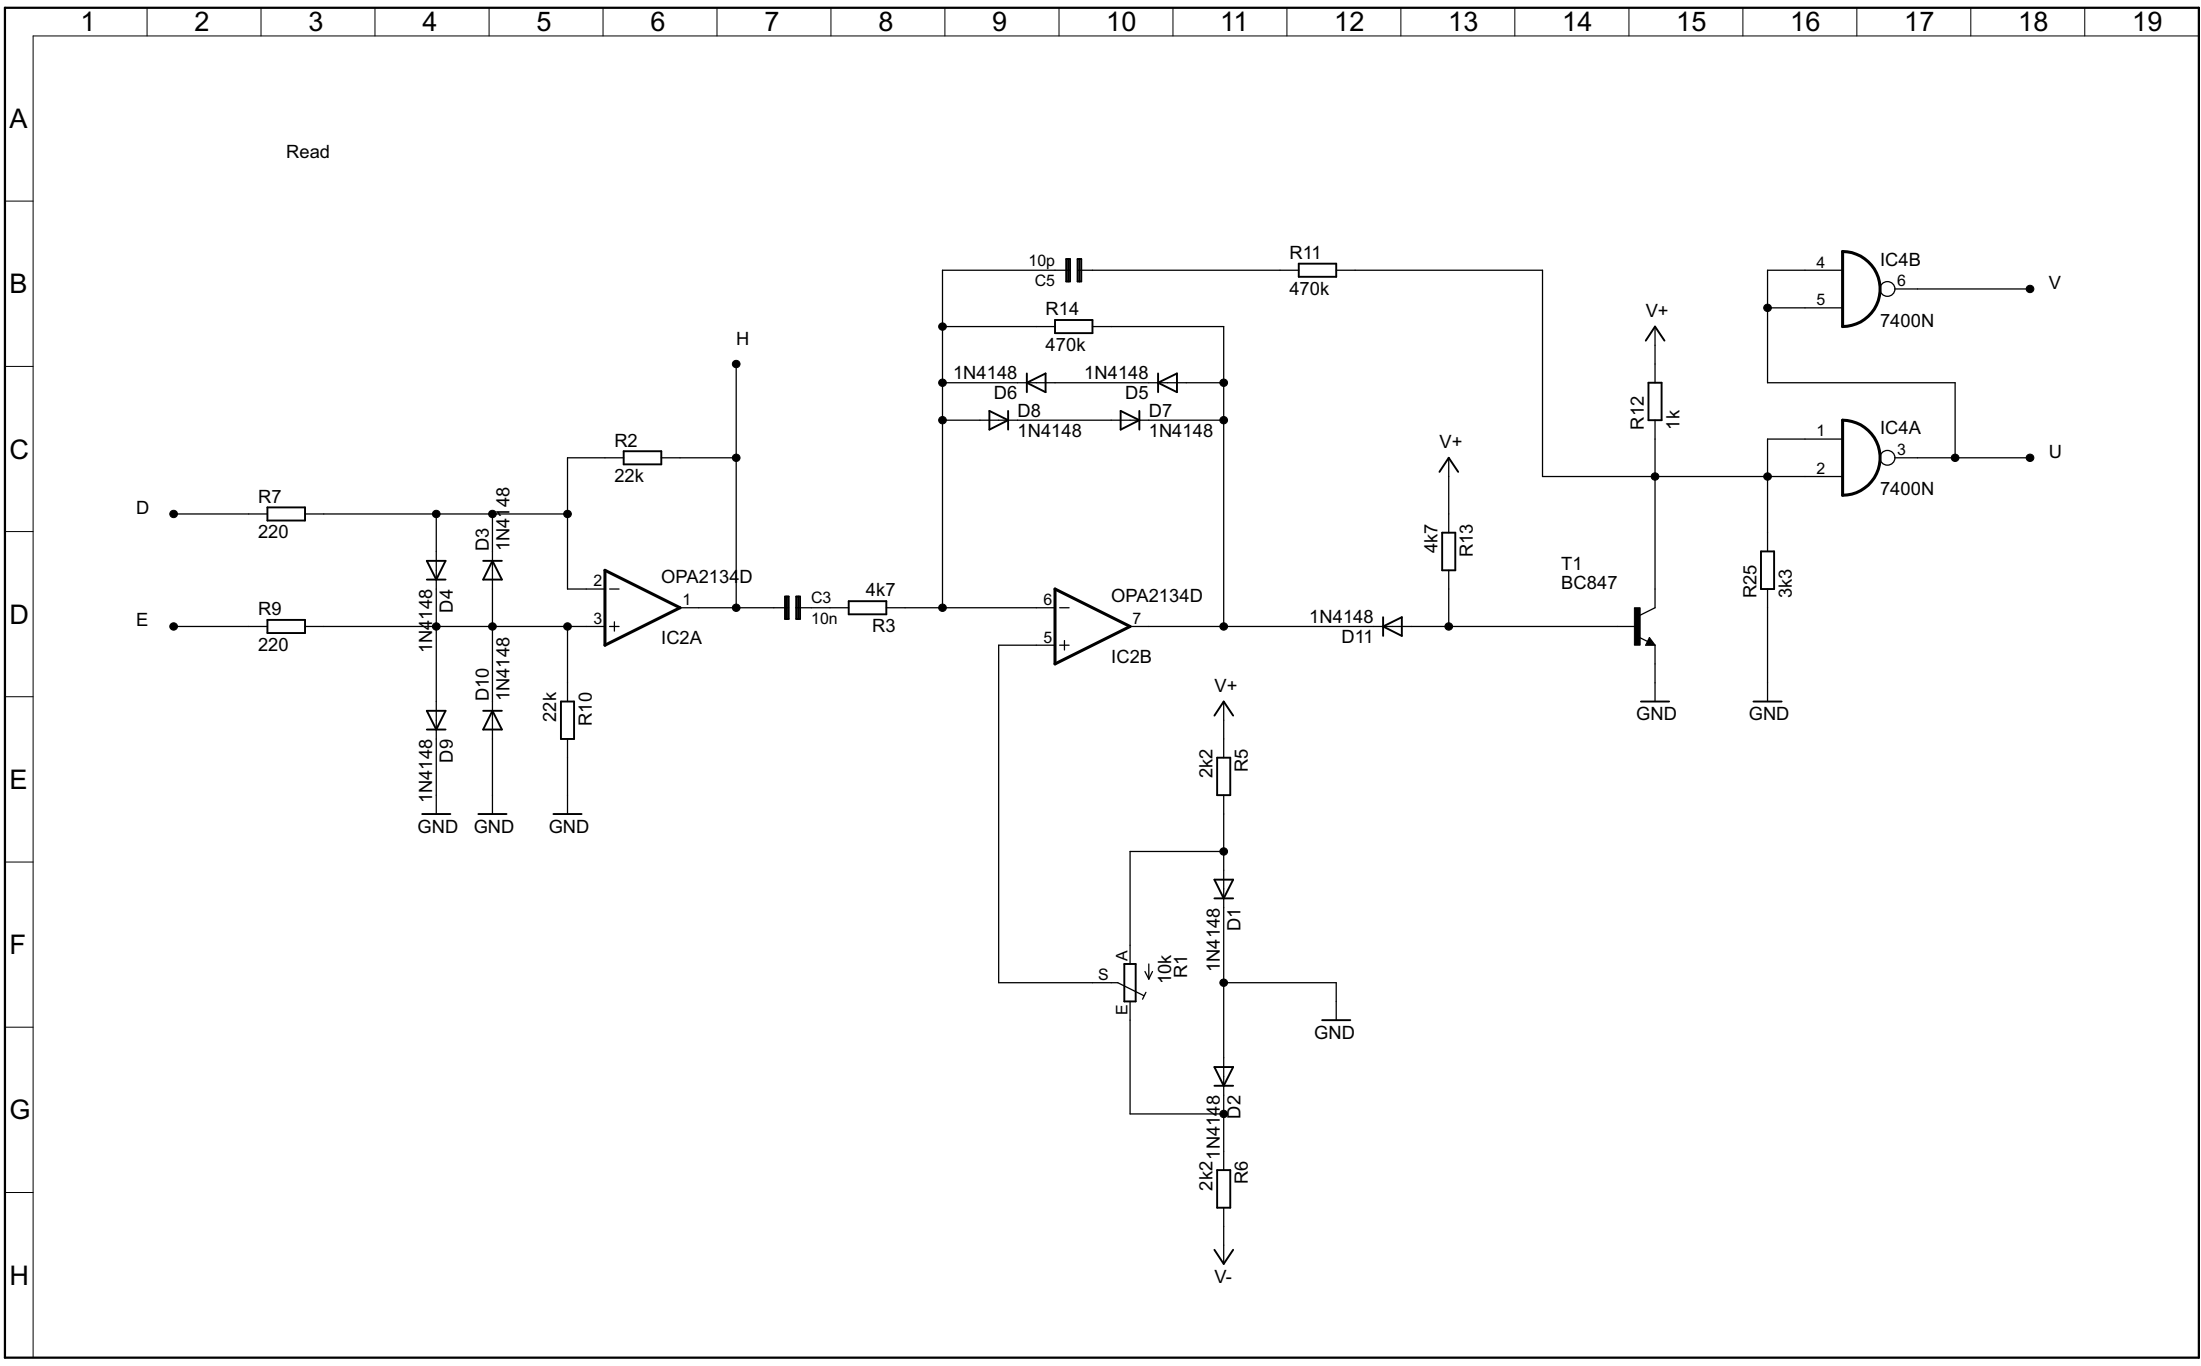 1 2 3 4 5 6 7 8 9 10 11 12 13 14 15 16 17 18 19
A
B
C
D
E
F
G
H
Read
10p
C5
R11
470k
R14
470k
1N4148
D6
1N4148
D5
D8
1N4148
D7
1N4148
H
R2
22k
D
R7
220
E
R9
220
1N4148
D4
D3
1N4148
1N4148
D9
D10
1N4148
22k
R10
GND
GND
GND
2
3
1
OPA2134D
IC2A
C3
10n
4k7
R3
6
5
7
OPA2134D
IC2B
1N4148
D11
V+
4k7
R13
T1
BC847
V+
R12
1k
GND
R25
3k3
GND
4
5
6
IC4B
7400N
V
1
2
3
IC4A
7400N
U
V+
2k2
R5
1N4148
D1
A
S
E
10k
R1
GND
1N4148
D2
2k2
R6
V-